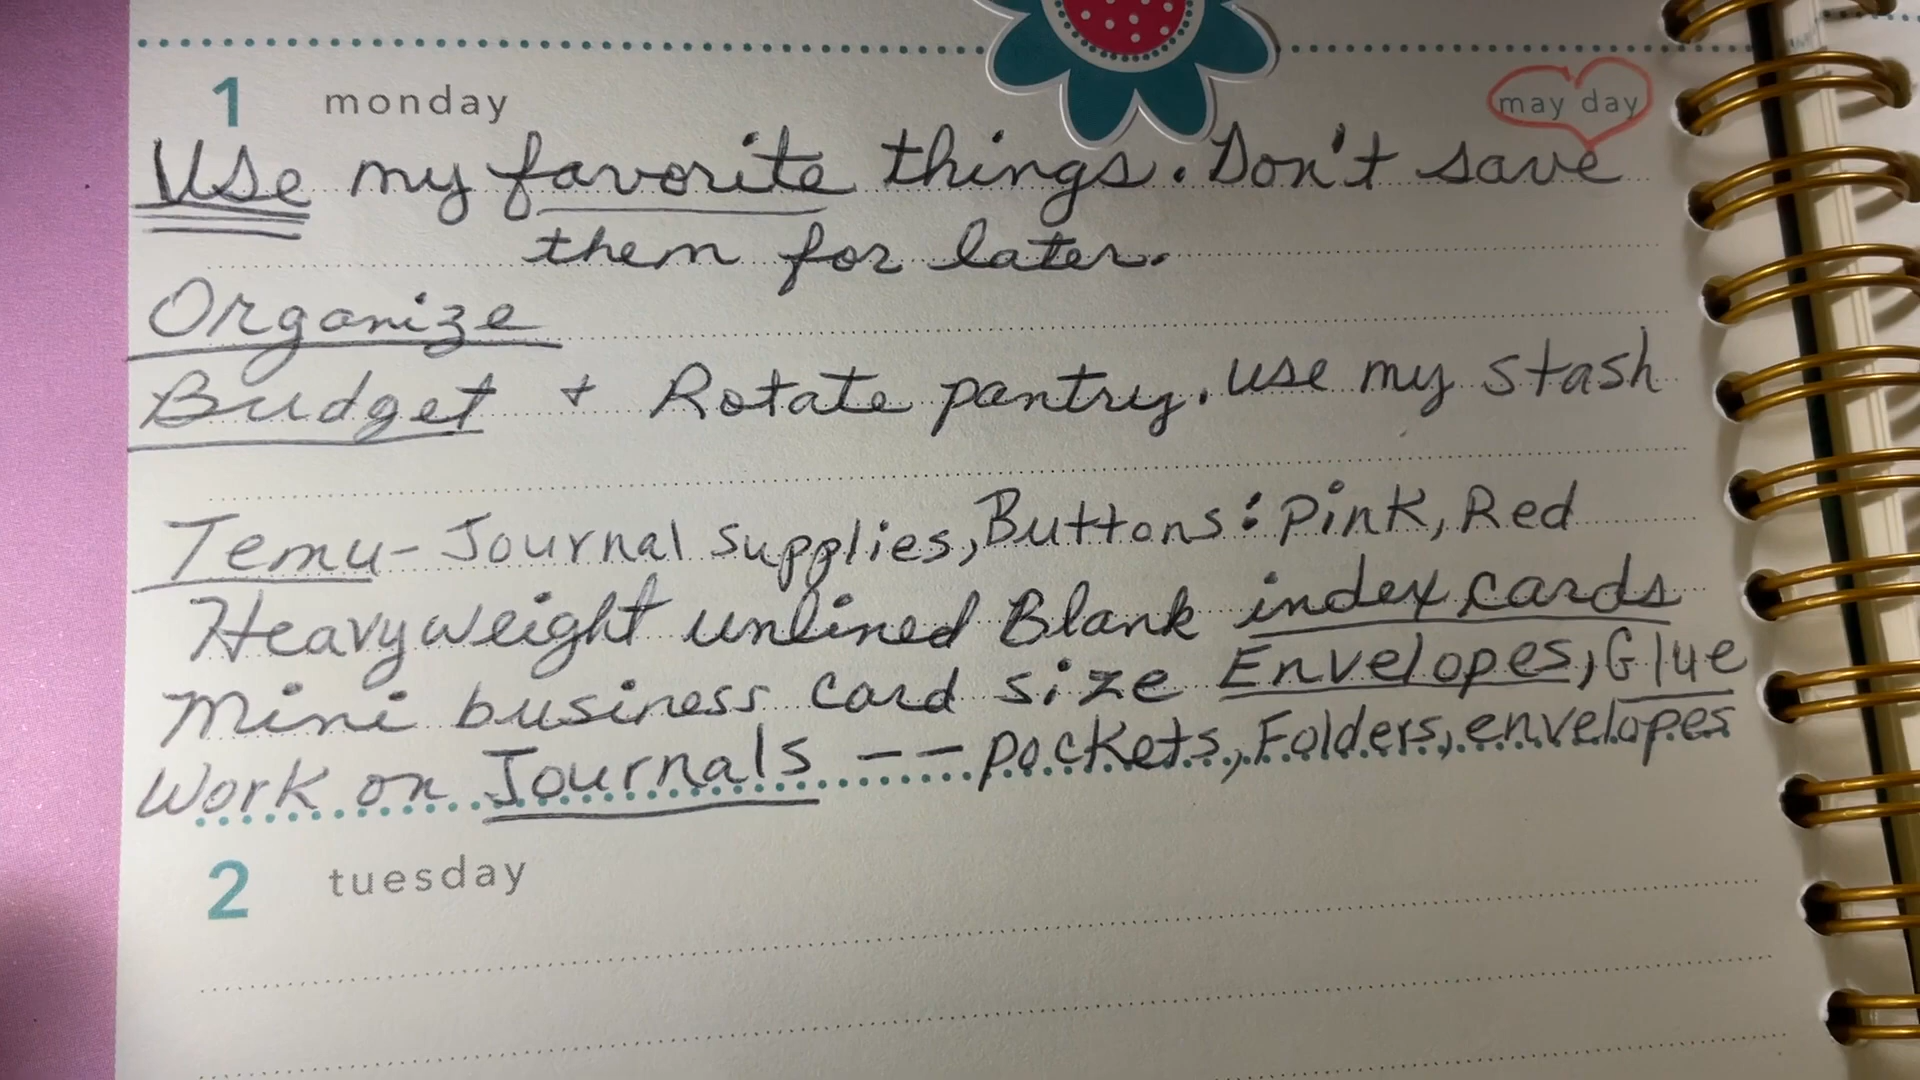 1 monday may day
Use my favorite things. Don't save
them for later.
Organize
Budget + Rotate pantry. use my stash
Temu - Journal supplies, Buttons: Pink, Red
Heavyweight unlined Blank index cards
Mini business card size Envelopes, Glue
Work on Journals -- pockets, Folders, envelopes
2 tuesday